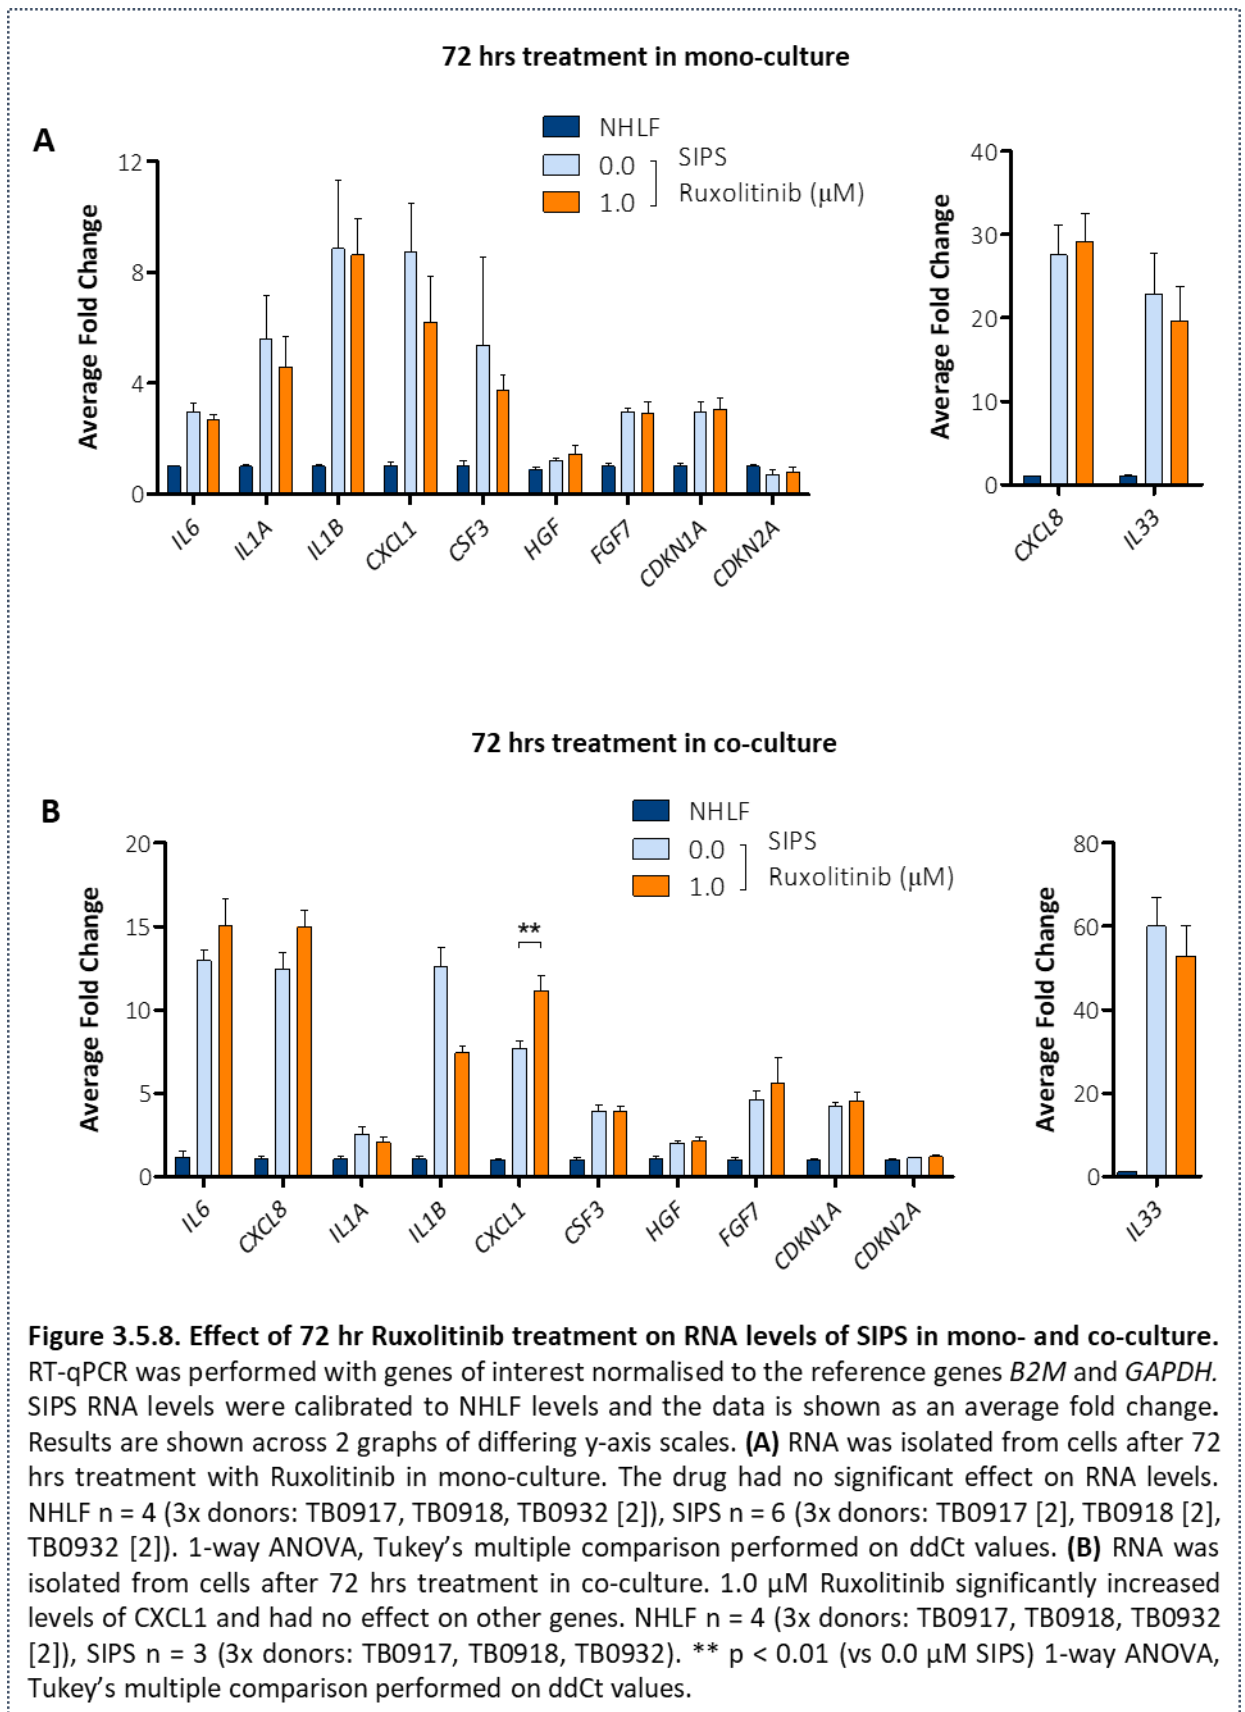 72 hrs treatment in mono-culture
A
NHLF
0.0
1.0
SIPS
Ruxolitinib (μM)
Average Fold Change
12
8
4
0
IL6
IL1A
IL1B
CXCL1
CSF3
HGF
FGF7
CDKN1A
CDKN2A
Average Fold Change
40
30
20
10
0
CXCL8
IL33
72 hrs treatment in co-culture
B
NHLF
0.0
1.0
SIPS
Ruxolitinib (μM)
Average Fold Change
20
15
10
5
0
**
IL6
CXCL8
IL1A
IL1B
CXCL1
CSF3
HGF
FGF7
CDKN1A
CDKN2A
Average Fold Change
80
60
40
20
0
IL33
Figure 3.5.8. Effect of 72 hr Ruxolitinib treatment on RNA levels of SIPS in mono- and co-culture.
RT-qPCR was performed with genes of interest normalised to the reference genes B2M and GAPDH.
SIPS RNA levels were calibrated to NHLF levels and the data is shown as an average fold change.
Results are shown across 2 graphs of differing y-axis scales. (A) RNA was isolated from cells after 72
hrs treatment with Ruxolitinib in mono-culture. The drug had no significant effect on RNA levels.
NHLF n = 4 (3x donors: TB0917, TB0918, TB0932 [2]), SIPS n = 6 (3x donors: TB0917 [2], TB0918 [2],
TB0932 [2]). 1-way ANOVA, Tukey's multiple comparison performed on ddCt values. (B) RNA was
isolated from cells after 72 hrs treatment in co-culture. 1.0 μM Ruxolitinib significantly increased
levels of CXCL1 and had no effect on other genes. NHLF n = 4 (3x donors: TB0917, TB0918, TB0932
[2]), SIPS n = 3 (3x donors: TB0917, TB0918, TB0932). ** p < 0.01 (vs 0.0 μM SIPS) 1-way ANOVA,
Tukey's multiple comparison performed on ddCt values.